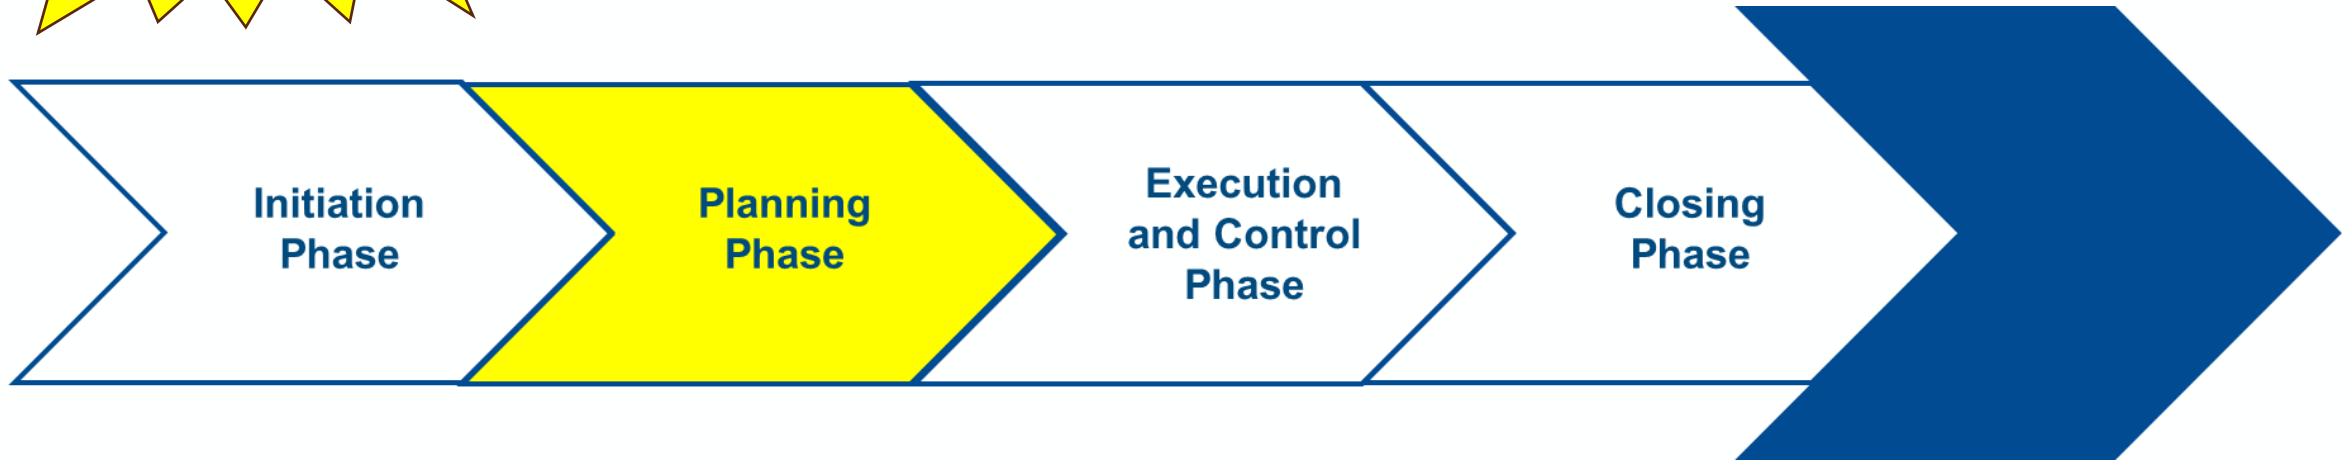 Initiation
Phase
Planning
Phase
Execution
and Control
Phase
Closing
Phase